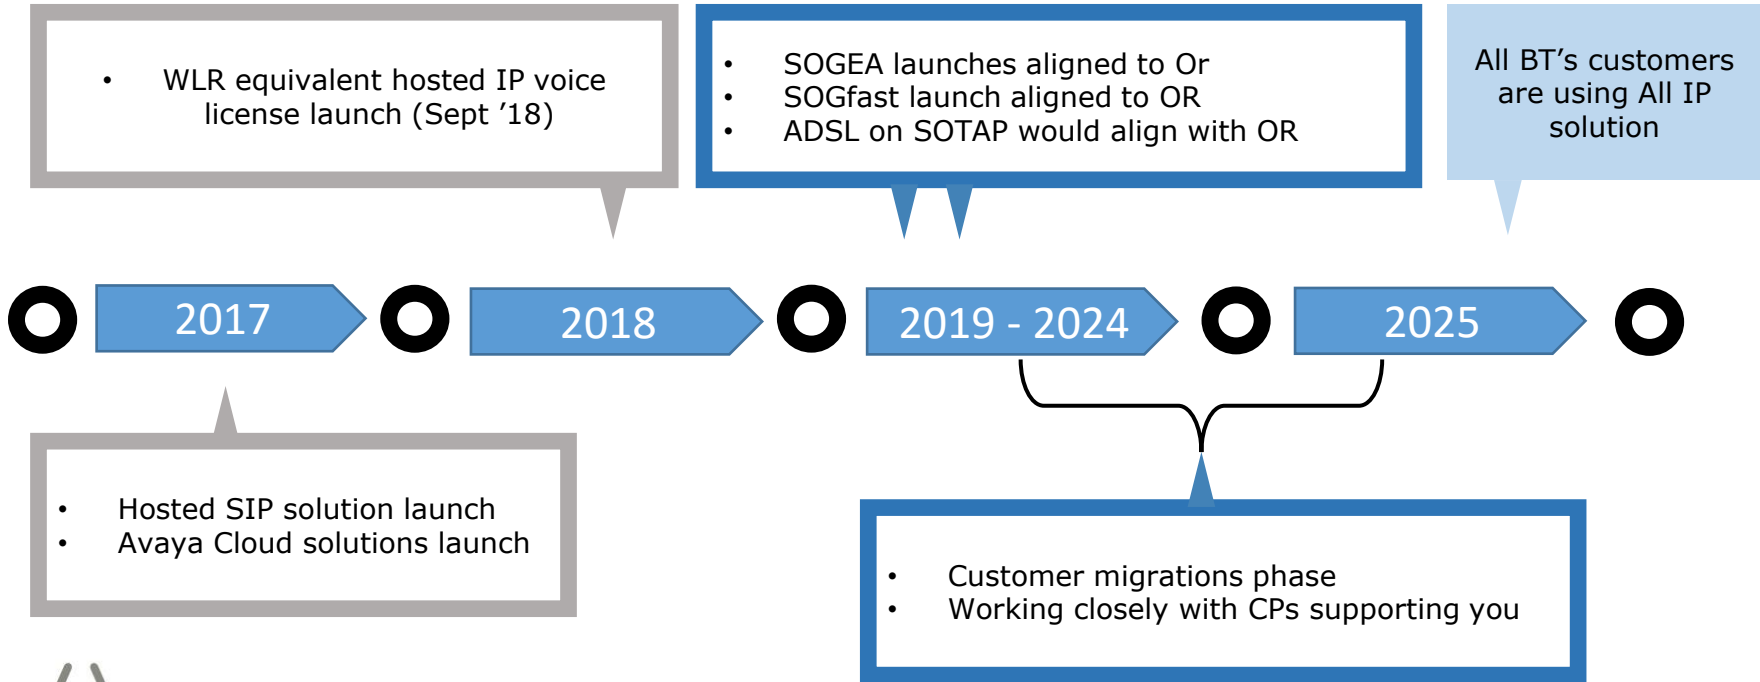 • WLR equivalent hosted IP voice
license launch (Sept ’18)
• SOGEA launches aligned to Or
• SOGfast launch aligned to OR
• ADSL on SOTAP would align with OR
All BT’s customers
are using All IP
solution
2017
2018
2019 - 2024
2025
• Hosted SIP solution launch
• Avaya Cloud solutions launch
• Customer migrations phase
• Working closely with CPs supporting you